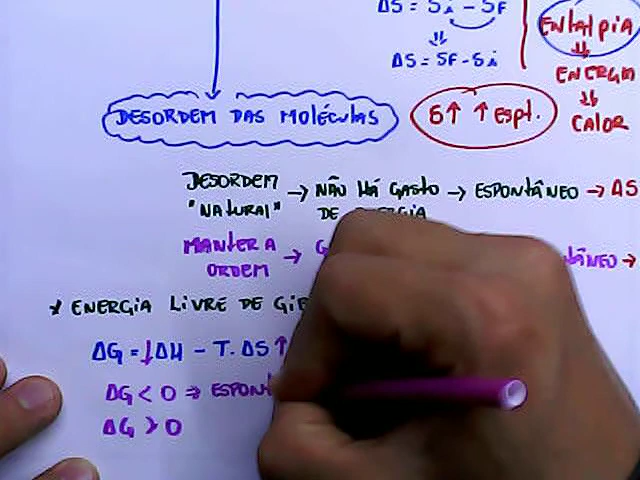 ΔS = Si - SF
ΔS = SF - Si
ENTALPIA
ENERGIA
CALOR
DESORDEM DAS MOLÉCULAS
S↑ ↑ espt.
DESORDEM "NATURAL" → NÃO HÁ GASTO DE ENERGIA → ESPONTÂNEO → ΔS
MANTER A ORDEM →
* ENERGIA LIVRE DE
ΔG = ↓ΔH - T.ΔS↑
ΔG < 0 ⇒
ΔG > 0